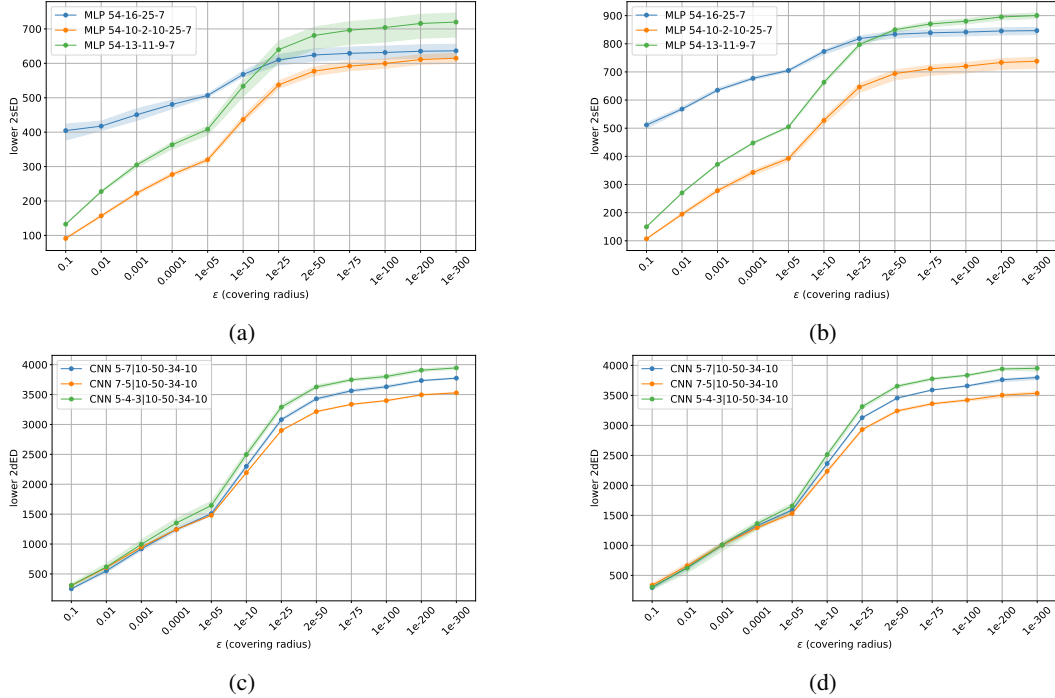 MLP 54-16-25-7
MLP 54-10-2-10-25-7
MLP 54-13-11-9-7
700
600
500
400
300
200
100
lower 2sED
0.1
0.01
0.001
0.0001
1e-05
1e-10
1e-25
2e-50
1e-75
1e-100
1e-200
1e-300
ε (covering radius)
(a)
MLP 54-16-25-7
MLP 54-10-2-10-25-7
MLP 54-13-11-9-7
900
800
700
600
500
400
300
200
100
lower 2sED
0.1
0.01
0.001
0.0001
1e-05
1e-10
1e-25
2e-50
1e-75
1e-100
1e-200
1e-300
ε (covering radius)
(b)
CNN 5-7|10-50-34-10
CNN 7-5|10-50-34-10
CNN 5-4-3|10-50-34-10
4000
3500
3000
2500
2000
1500
1000
500
lower 2dED
0.1
0.01
0.001
0.0001
1e-05
1e-10
1e-25
2e-50
1e-75
1e-100
1e-200
1e-300
ε (covering radius)
(c)
CNN 5-7|10-50-34-10
CNN 7-5|10-50-34-10
CNN 5-4-3|10-50-34-10
4000
3500
3000
2500
2000
1500
1000
500
lower 2dED
0.1
0.01
0.001
0.0001
1e-05
1e-10
1e-25
2e-50
1e-75
1e-100
1e-200
1e-300
ε (covering radius)
(d)